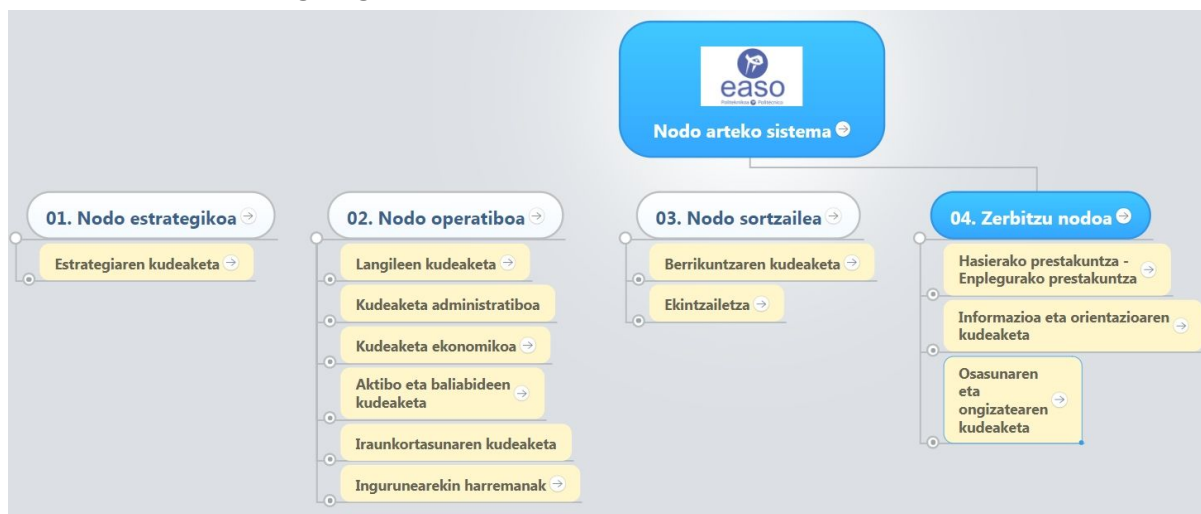 easo
Politeknikoa Politécnico
Nodo arteko sistema
01. Nodo estrategikoa
Estrategiaren kudeaketa
02. Nodo operatiboa
Langileen kudeaketa
Kudeaketa administratiboa
Kudeaketa ekonomikoa
Aktibo eta baliabideen
kudeaketa
Iraunkortasunaren kudeaketa
Ingurunearekin harremanak
03. Nodo sortzailea
Berrikuntzaren kudeaketa
Ekintzailetza
04. Zerbitzu nodoa
Hasierako prestakuntza -
Enplegurako prestakuntza
Informazioa eta orientazioaren
kudeaketa
Osasunaren
eta
ongizatearen
kudeaketa